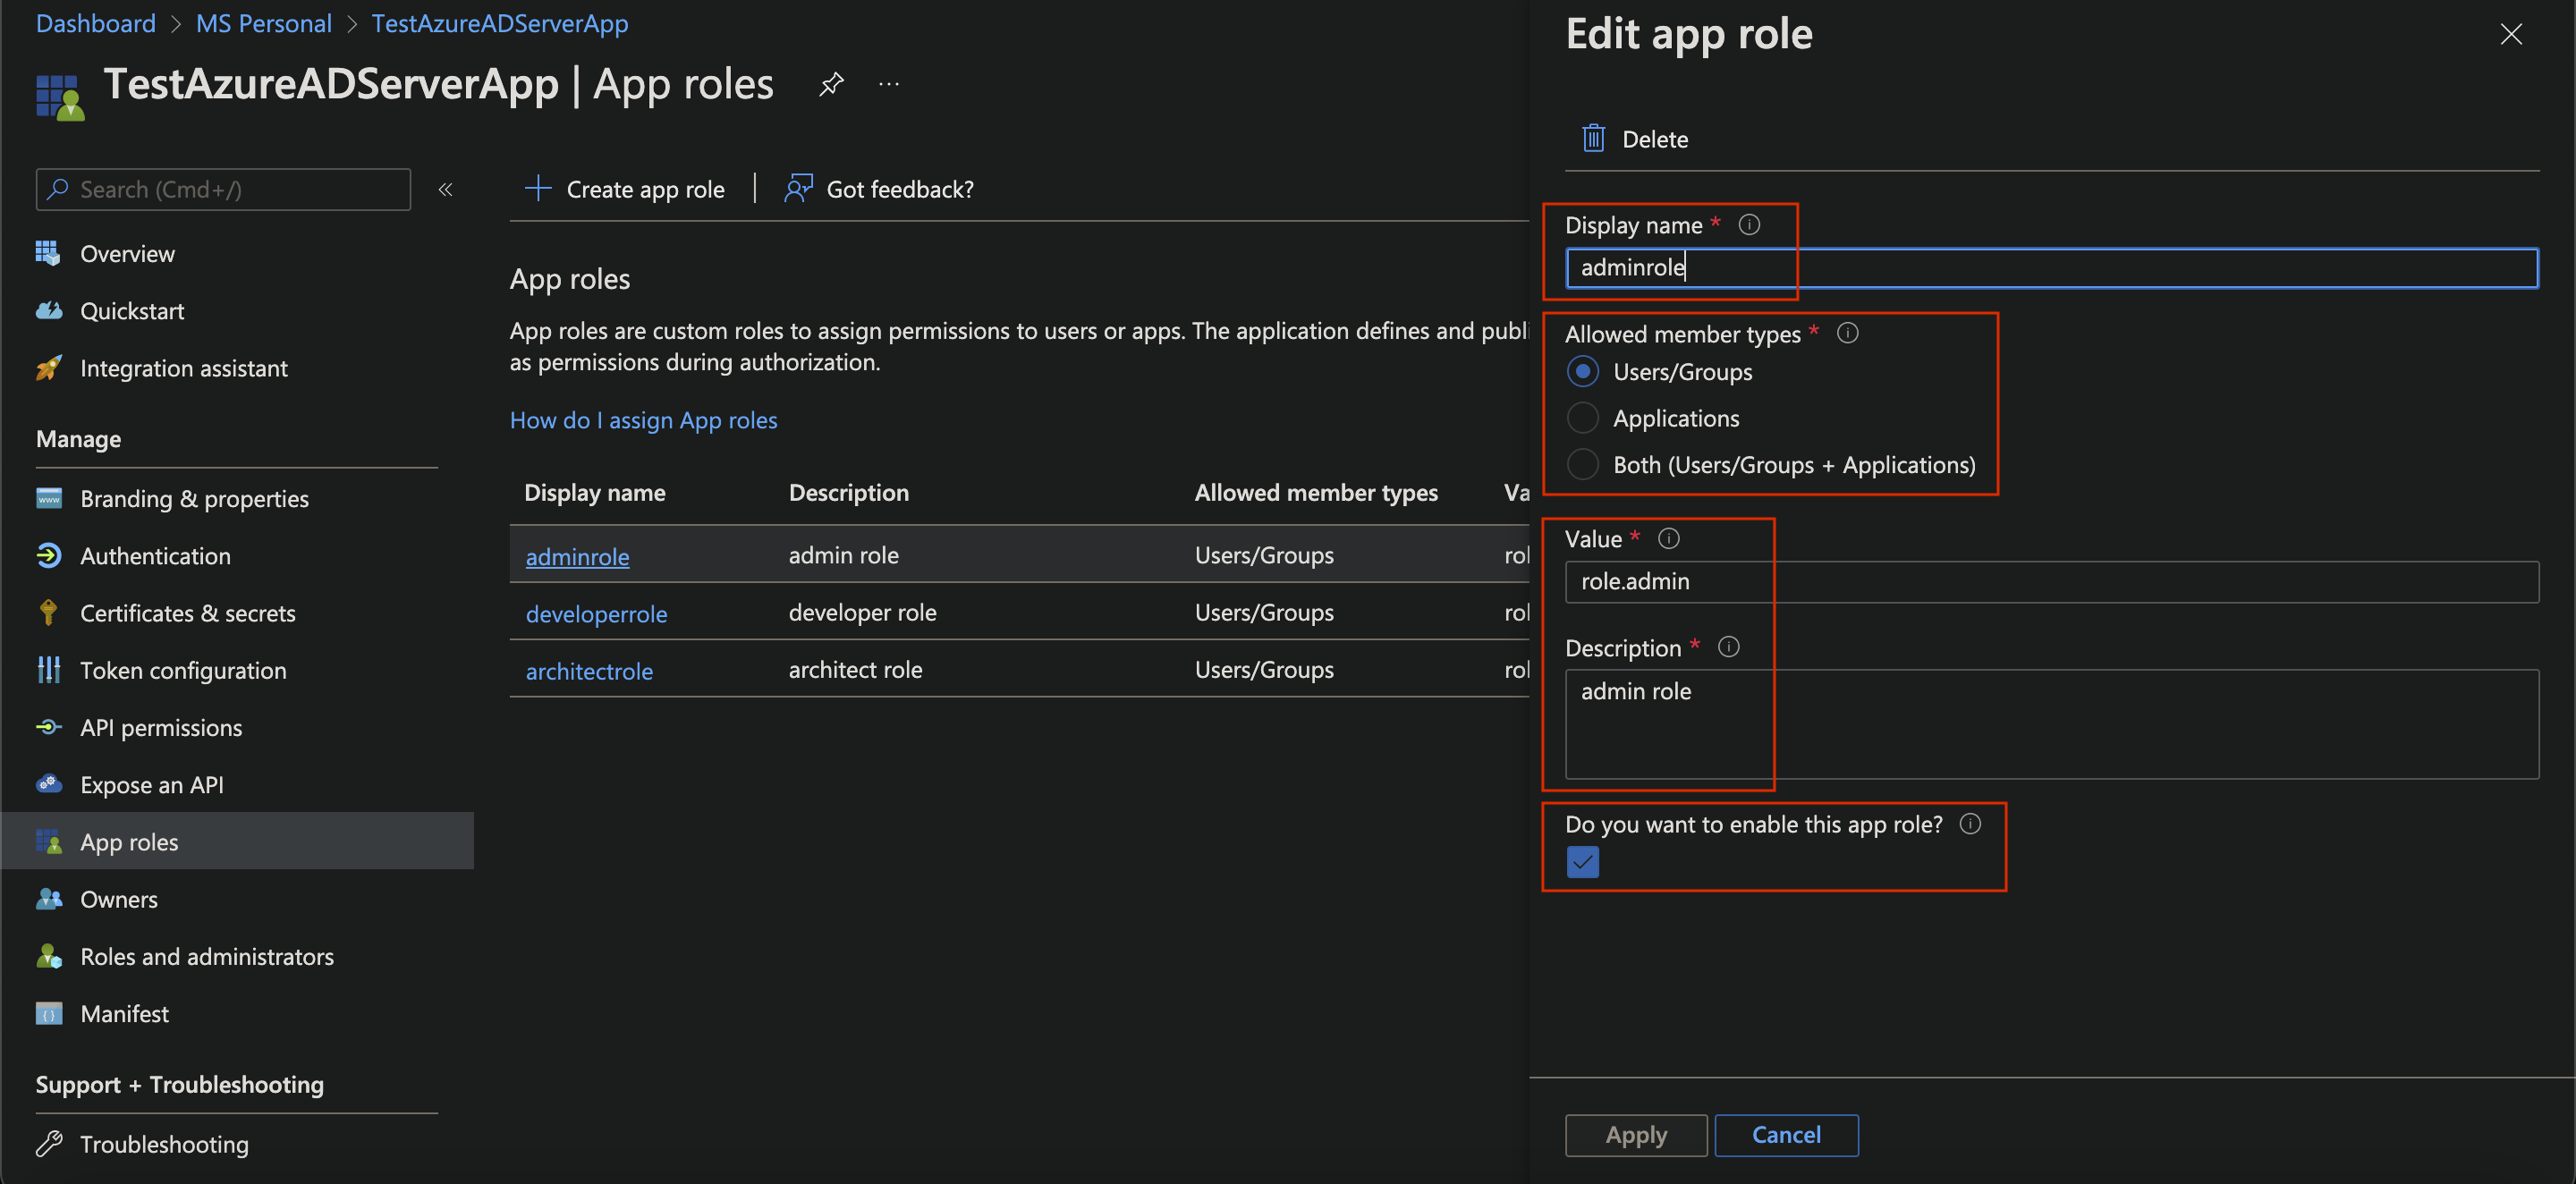 Dashboard > MS Personal > TestAzureADServerApp
TestAzureADServerApp | App roles
Search (Cmd+/)
Overview
Quickstart
Integration assistant
Manage
Branding & properties
Authentication
Certificates & secrets
Token configuration
API permissions
Expose an API
App roles
Owners
Roles and administrators
Manifest
Support + Troubleshooting
Troubleshooting
Create app role
Got feedback?
App roles
App roles are custom roles to assign permissions to users or apps. The application defines and publi
as permissions during authorization.
How do I assign App roles
Display name Description Allowed member types Va
adminrole admin role Users/Groups rol
developerrole developer role Users/Groups rol
architectrole architect role Users/Groups rol
Edit app role
Delete
Display name *
adminrole
Allowed member types *
Users/Groups
Applications
Both (Users/Groups + Applications)
Value *
role.admin
Description *
admin role
Do you want to enable this app role?
Apply Cancel